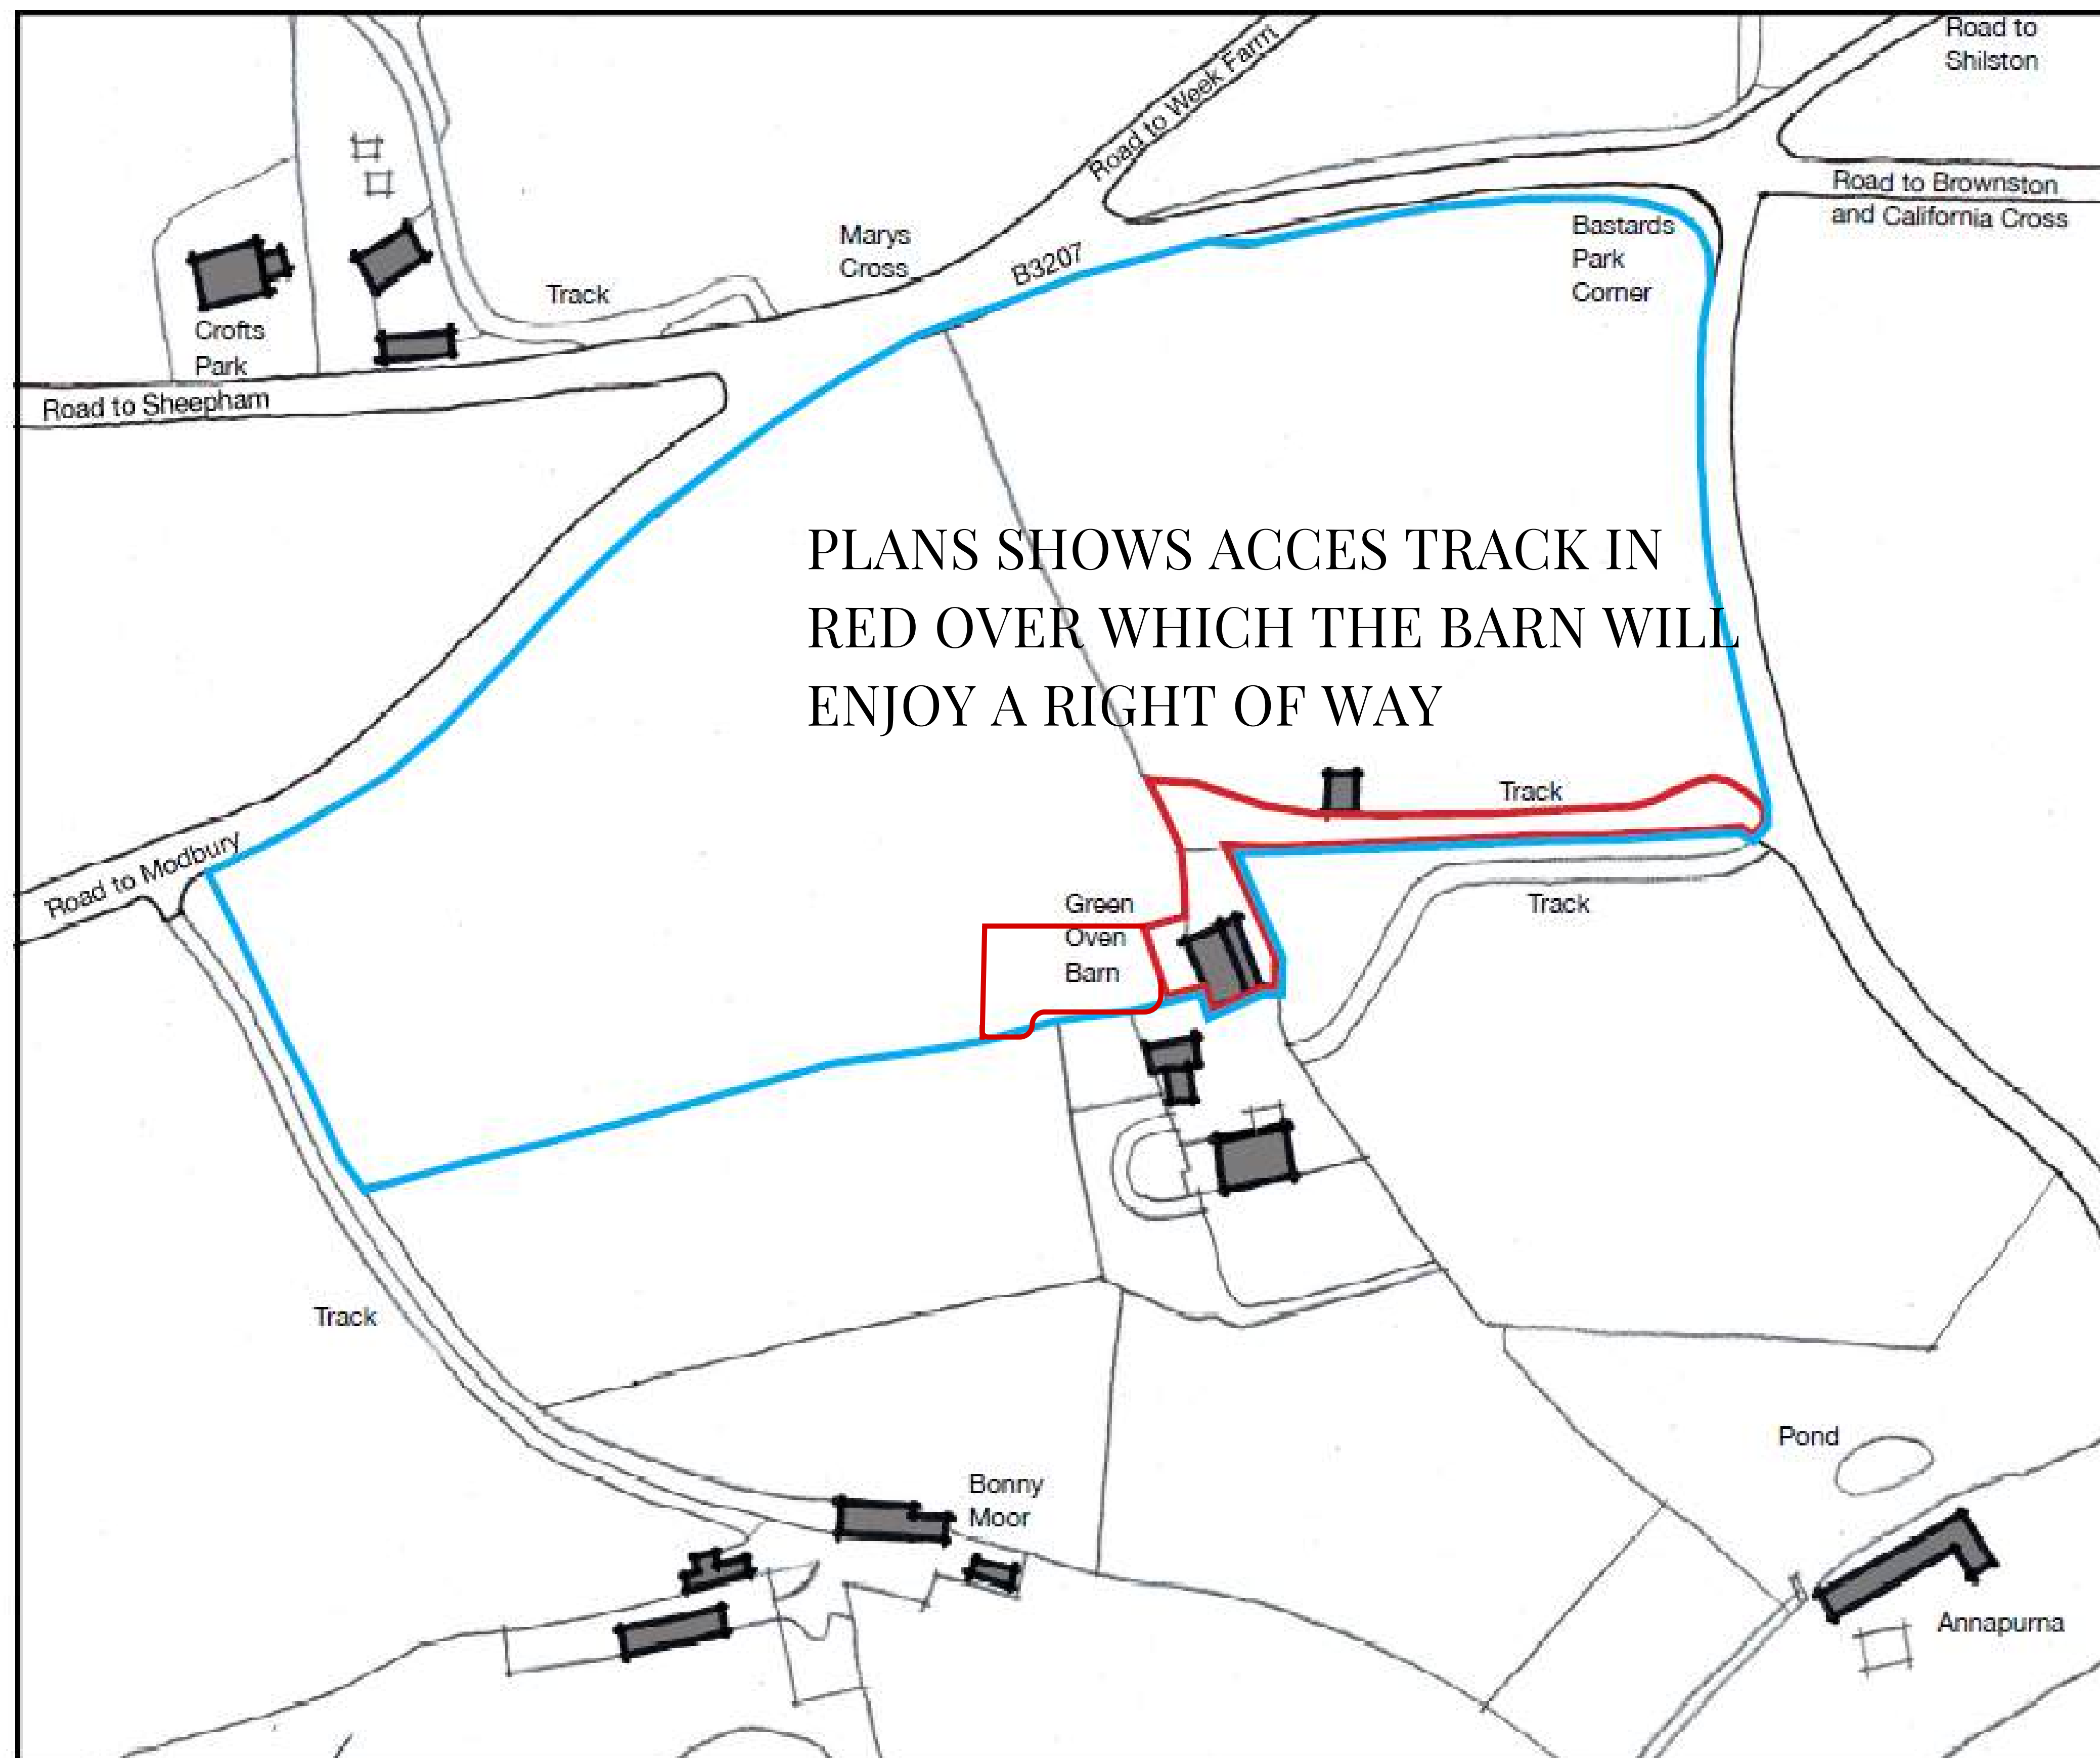 Road to
Shilston
Road to Week Farm
Road to Brownston
and California Cross
Marys
Cross
B3207
Bastards
Park
Corner
Track
Crofts
Park
Road to Sheepham
PLANS SHOWS ACCES TRACK IN
RED OVER WHICH THE BARN WILL
ENJOY A RIGHT OF WAY
Track
Road to Modbury
Green
Oven
Barn
Track
Track
Pond
Bonny
Moor
Annapurna